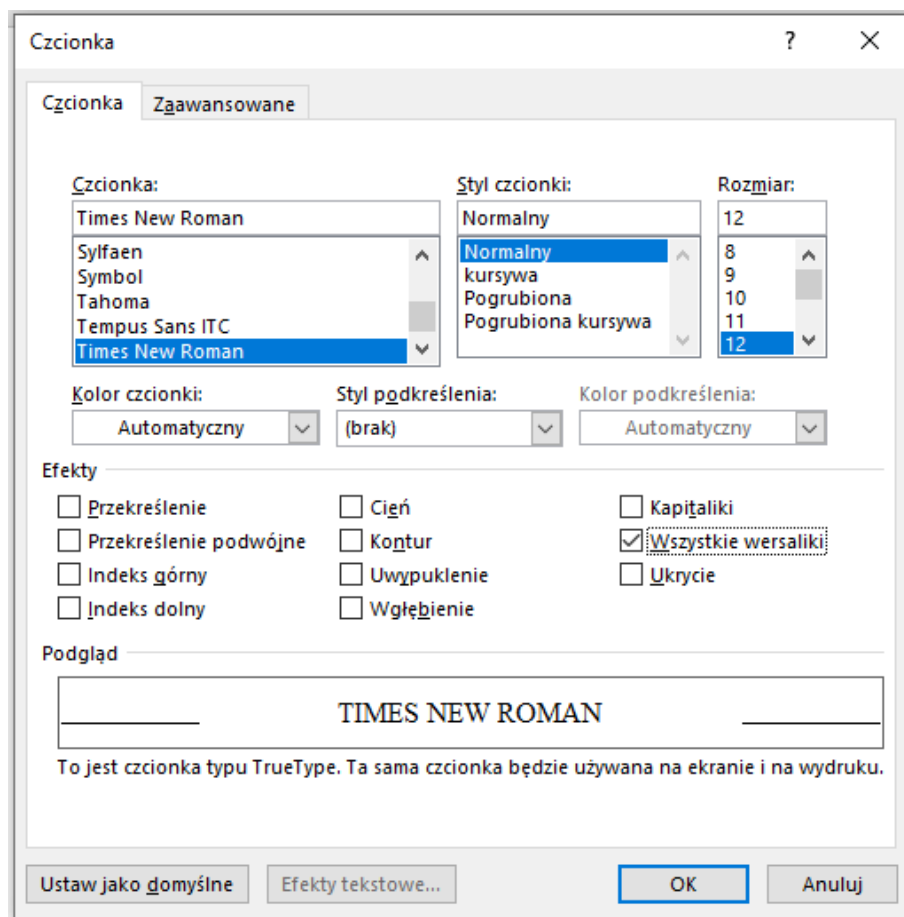 Czcionka ?
Czcionka Zaawansowane
Czcionka: Styl czcionki: Rozmiar:
Times New Roman Normalny 12
Sylfaen Normalny 8
Symbol kursywa 9
Tahoma Pogrubiona 10
Tempus Sans ITC Pogrubiona kursywa 11
Times New Roman 12
Kolor czcionki: Styl podkreślenia: Kolor podkreślenia:
Automatyczny (brak) Automatyczny
Efekty
Przekreślenie Cień Kapitaliki
Przekreślenie podwójne Kontur Wszystkie wersaliki
Indeks górny Uwypuklenie Ukrycie
Indeks dolny Wgłębienie
Podgląd
TIMES NEW ROMAN
To jest czcionka typu TrueType. Ta sama czcionka będzie używana na ekranie i na wydruku.
Ustaw jako domyślne Efekty tekstowe... OK Anuluj